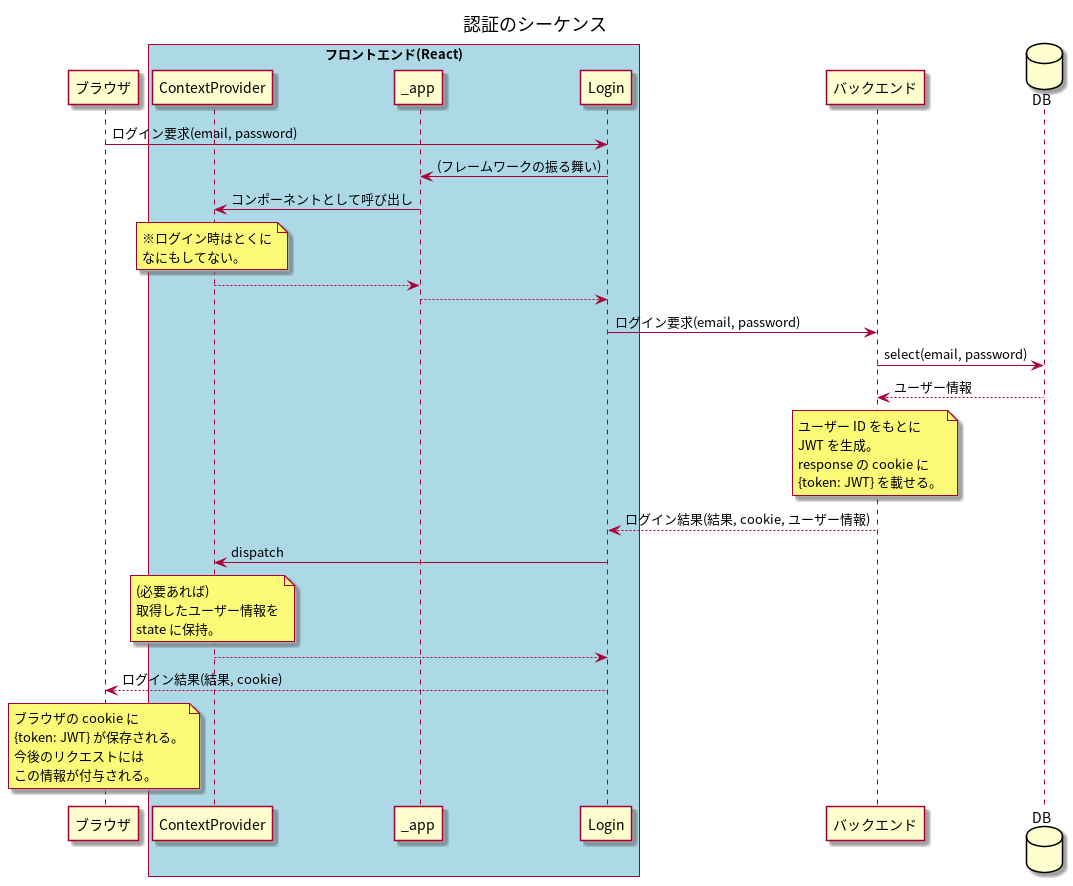 認証のシーケンス
フロントエンド(React)
ブラウザ
ContextProvider
_app
Login
バックエンド
DB
ログイン要求(email, password)
(フレームワークの振る舞い)
コンポーネントとして呼び出し
※ログイン時はとくに
なにもしてない。
ログイン要求(email, password)
select(email, password)
ユーザー情報
ユーザー ID をもとに
JWT を生成。
response の cookie に
{token: JWT} を載せる。
ログイン結果(結果, cookie, ユーザー情報)
dispatch
(必要あれば)
取得したユーザー情報を
state に保持。
ログイン結果(結果, cookie)
ブラウザの cookie に
{token: JWT} が保存される。
今後のリクエストには
この情報が付与される。
ブラウザ
ContextProvider
_app
Login
バックエンド
DB